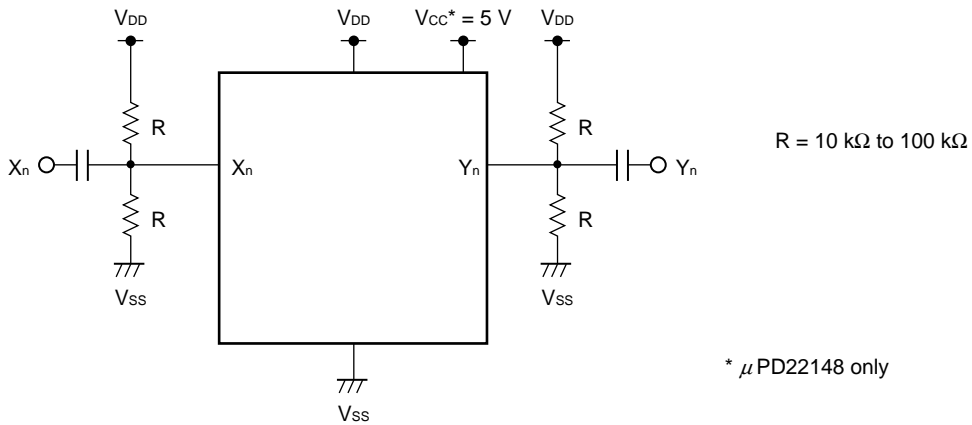 VDD
VDD
VCC* = 5 V
VDD
R
R
R = 10 kΩ to 100 kΩ
Xn
Xn
Yn
Yn
R
R
VSS
VSS
* μPD22148 only
VSS